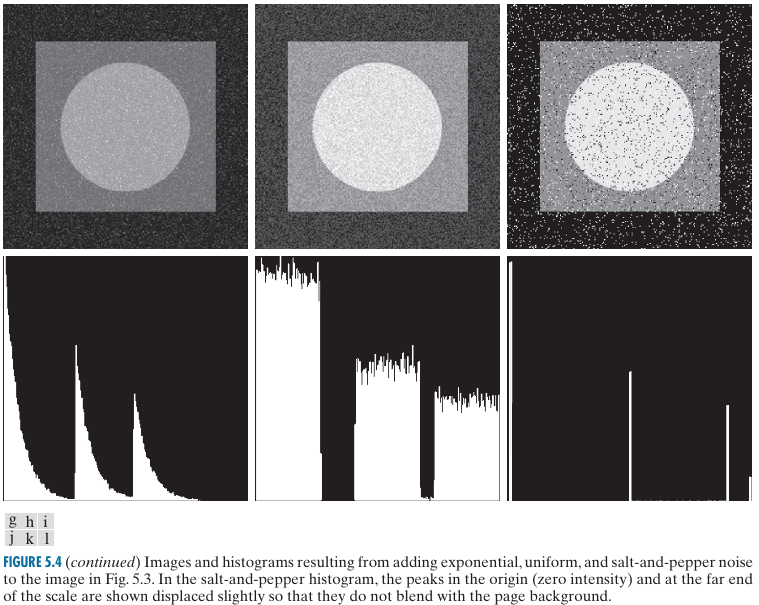 g h i
j k l
FIGURE 5.4 (continued) Images and histograms resulting from adding exponential, uniform, and salt-and-pepper noise
to the image in Fig. 5.3. In the salt-and-pepper histogram, the peaks in the origin (zero intensity) and at the far end
of the scale are shown displaced slightly so that they do not blend with the page background.